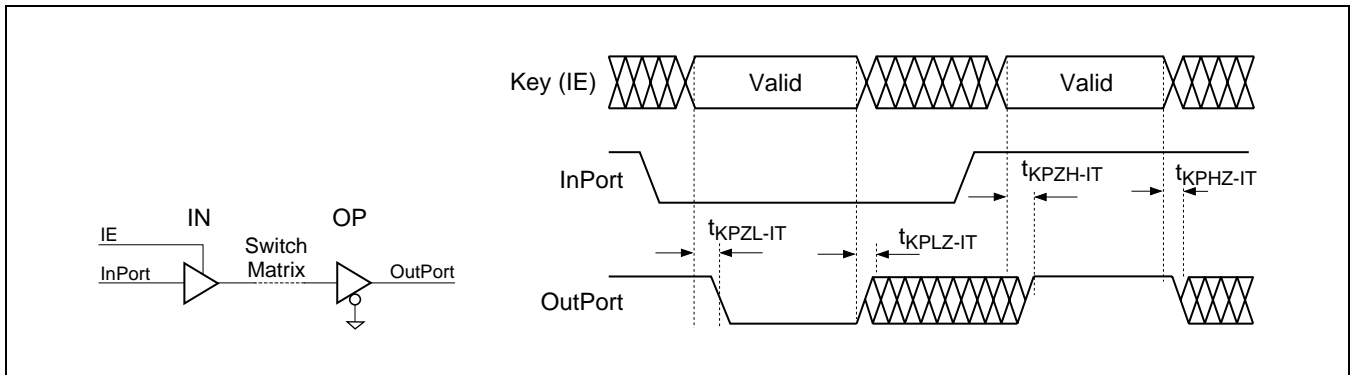 IN
OP
IE
InPort
Switch
Matrix
OutPort
Key (IE)
Valid
Valid
InPort
tKPZH-IT
tKPHZ-IT
tKPZL-IT
tKPLZ-IT
OutPort